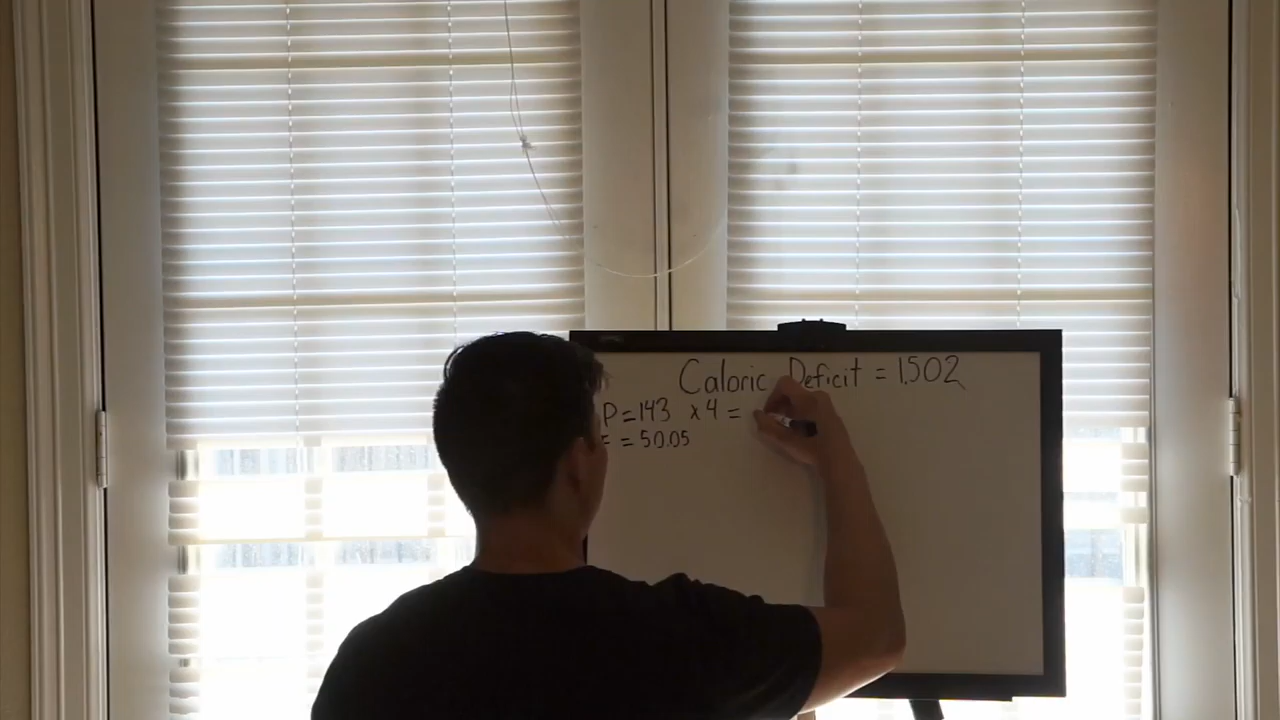 Caloric Deficit = 1,502
P = 143 x 4 =
F = 50.05